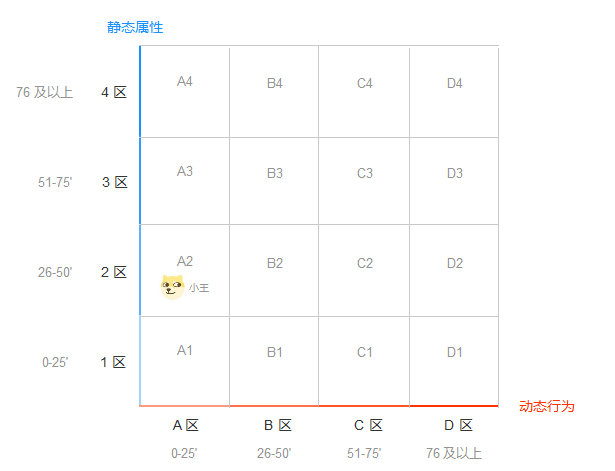 静态属性
76 及以上 4 区 A4 B4 C4 D4
51-75' 3 区 A3 B3 C3 D3
26-50' 2 区 A2 B2 C2 D2
小王
0-25' 1 区 A1 B1 C1 D1
动态行为
A 区 B 区 C 区 D 区
0-25' 26-50' 51-75' 76 及以上